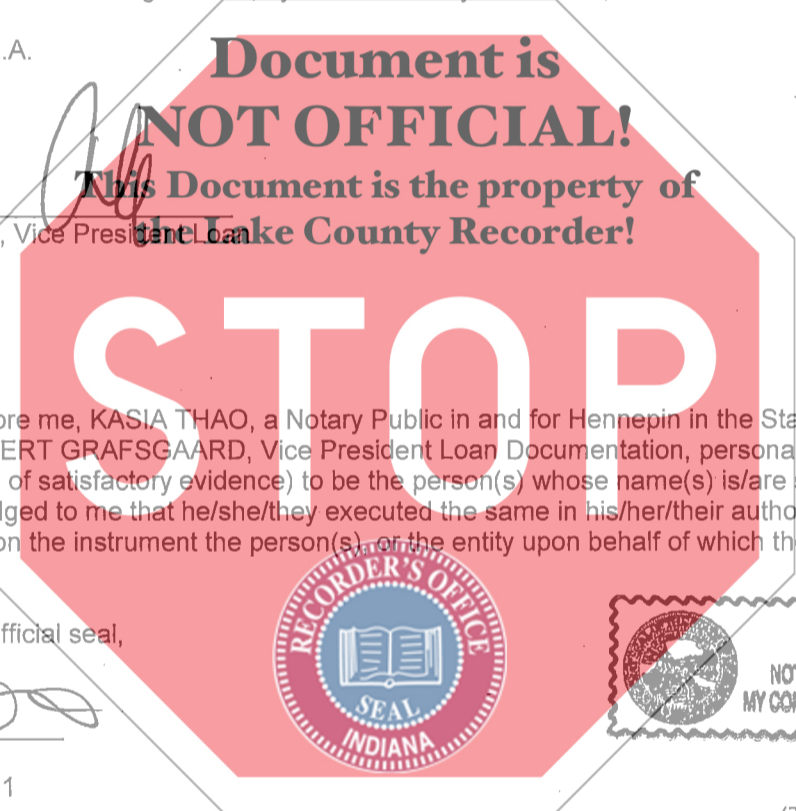 .A.
Document is
NOT OFFICIAL!
This Document is the property of
the Lake County Recorder!
, Vice President Loan
STOP
ore me, KASIA THAO, a Notary Public in and for Hennepin in the Sta
ERT GRAFSGAARD, Vice President Loan Documentation, persona
of satisfactory evidence) to be the person(s) whose name(s) is/are
dged to me that he/she/they executed the same in his/her/their autho
on the instrument the person(s), or the entity upon behalf of which th
RECORDER'S OFFICE
SEAL
INDIANA
fficial seal,
NOT
MY COM
1